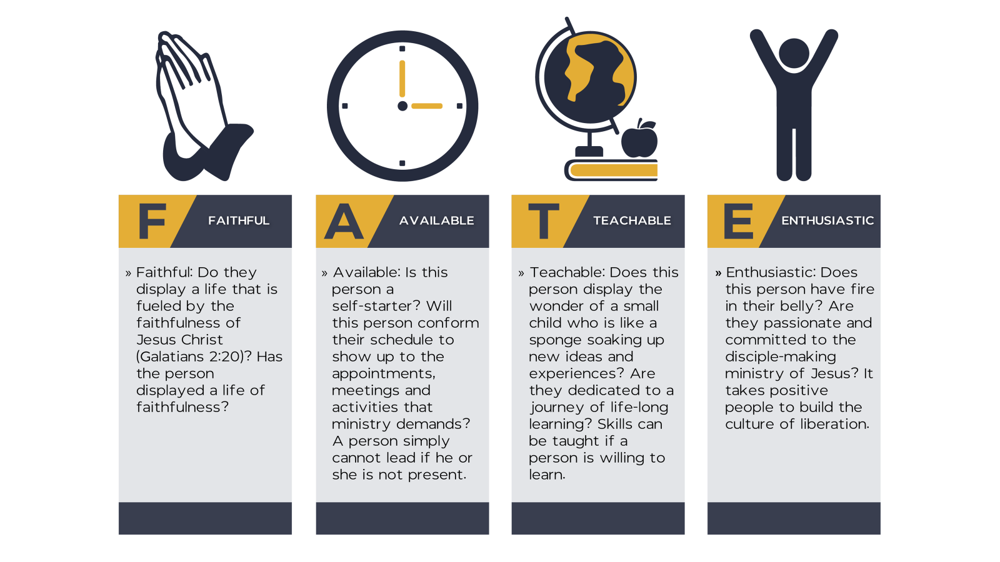 F
FAITHFUL
» Faithful: Do they
display a life that is
fueled by the
faithfulness of
Jesus Christ
(Galatians 2:20)? Has
the person
displayed a life of
faithfulness?
A
AVAILABLE
» Available: Is this
person a
self-starter? Will
this person conform
their schedule to
show up to the
appointments,
meetings and
activities that
ministry demands?
A person simply
cannot lead if he or
she is not present.
T
TEACHABLE
» Teachable: Does this
person display the
wonder of a small
child who is like a
sponge soaking up
new ideas and
experiences? Are
they dedicated to a
journey of life-long
learning? Skills can
be taught if a
person is willing to
learn.
E
ENTHUSIASTIC
» Enthusiastic: Does
this person have fire
in their belly? Are
they passionate and
committed to the
disciple-making
ministry of Jesus? It
takes positive
people to build the
culture of liberation.